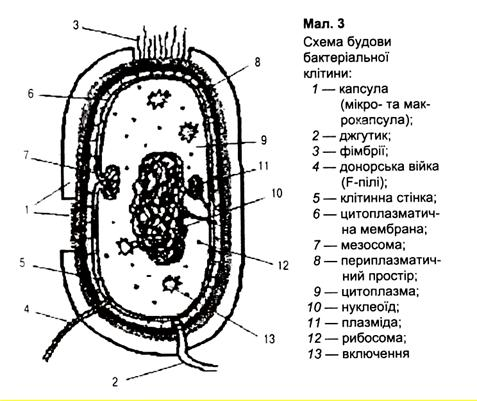 Мал. 3
Схема будови
бактеріальної
клітини:
1 — капсула
(мікро- та мак-
рокапсула);
2 — джгутик;
3 — фімбрії;
4 — донорська війка
(F-пілі);
5 — клітинна стінка;
6 — цитоплазматич-
на мембрана;
7 — мезосома;
8 — периплазматич-
ний простір;
9 — цитоплазма;
10 — нуклеоїд;
11 — плазміда;
12 — рибосома;
13 — включення
3
8
6
9
7
11
10
1
12
5
4
13
2